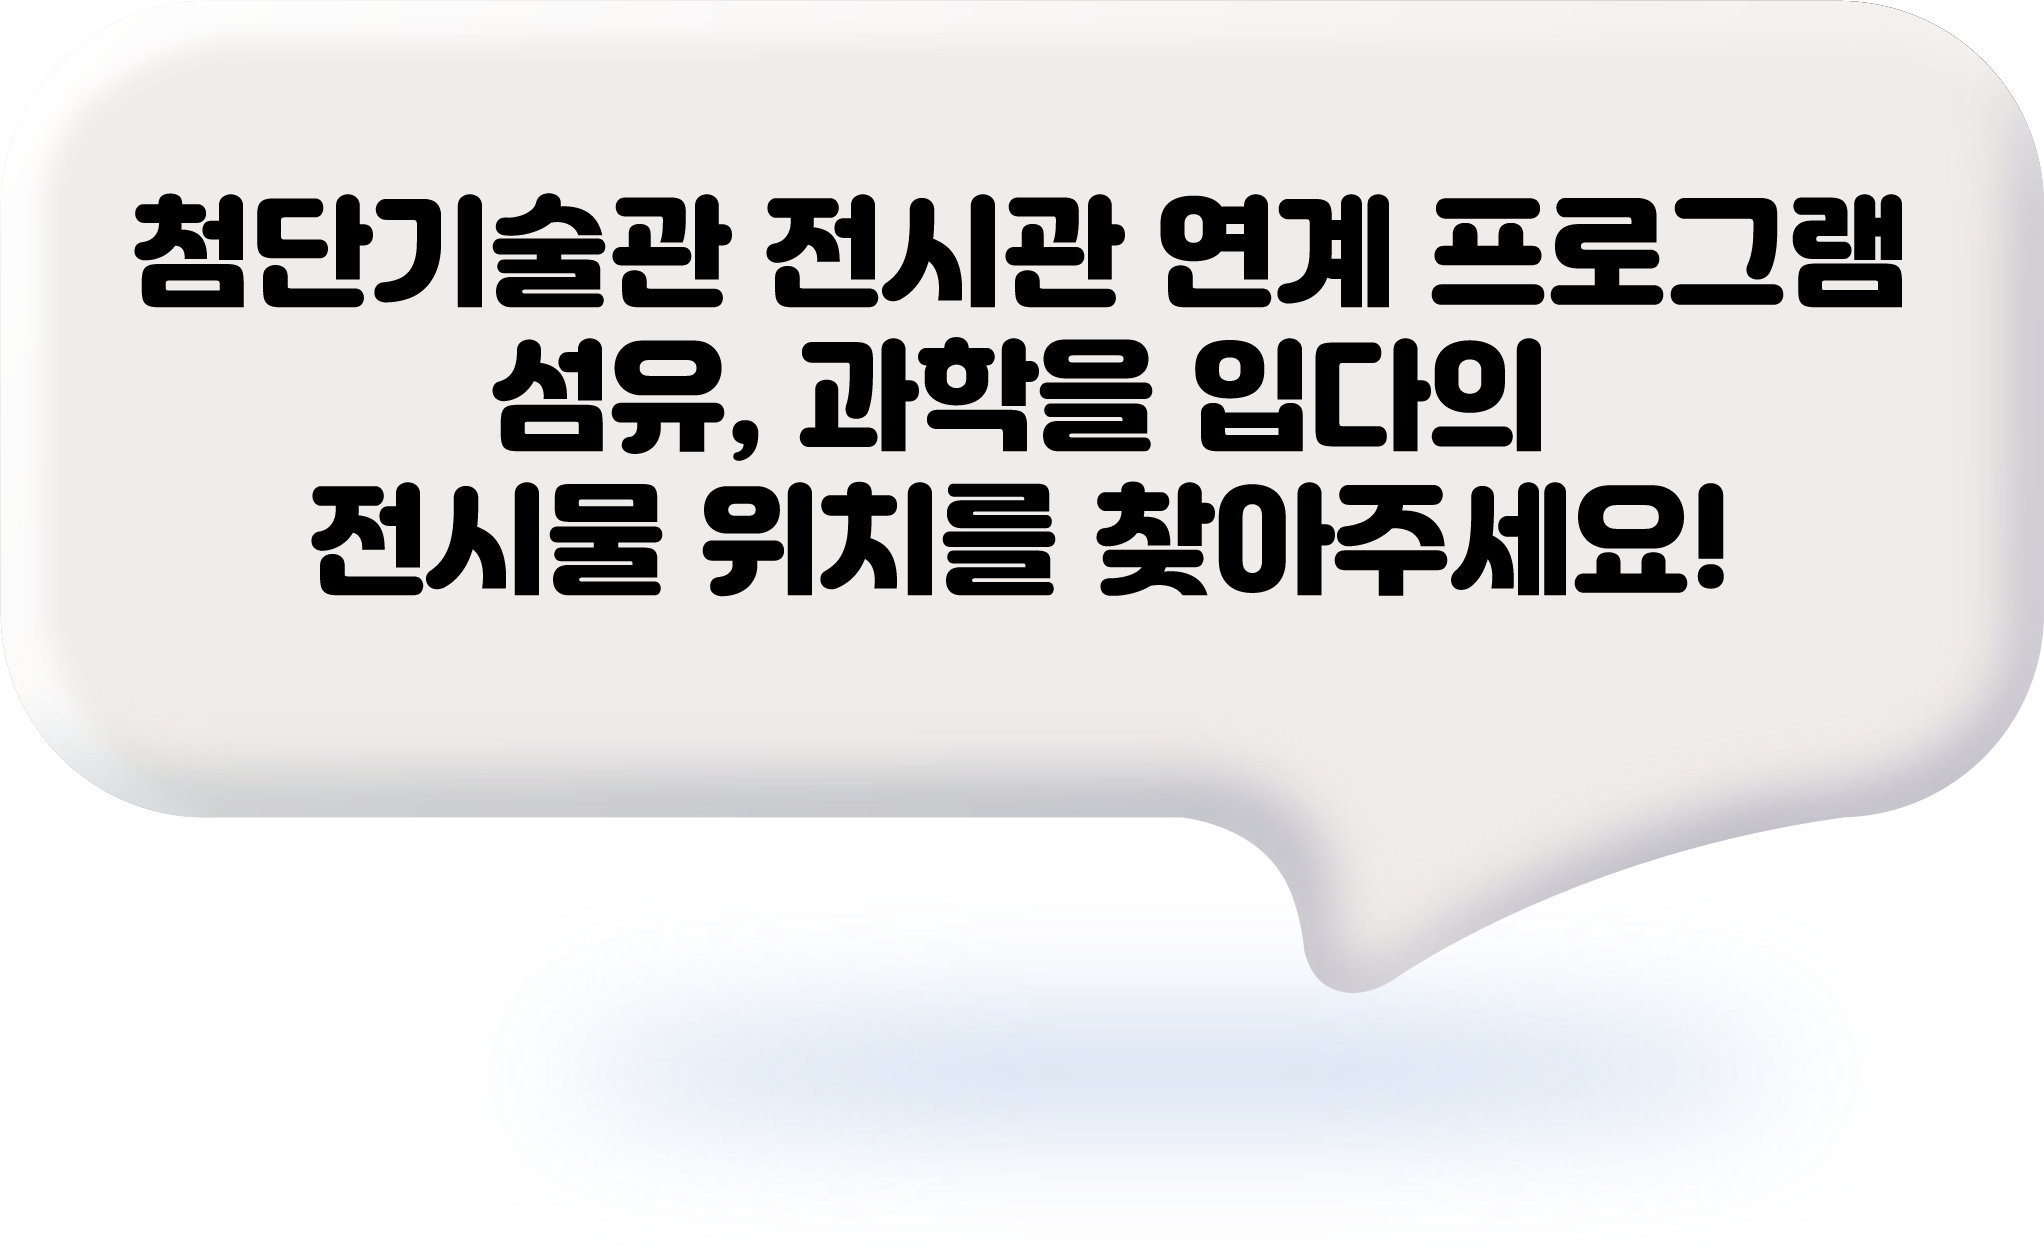 첨단기술관 전시관 연계 프로그램
섬유, 과학을 입다의
전시물 위치를 찾아주세요!